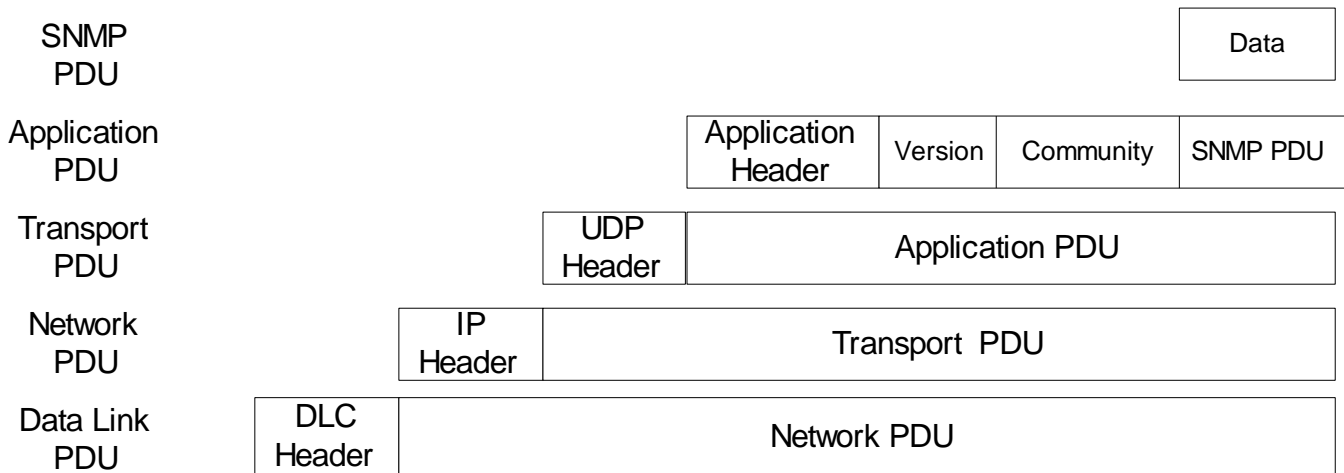 SNMP
PDU
Data
Application
PDU
Application
Header
Version
Community
SNMP PDU
Transport
PDU
UDP
Header
Application PDU
Network
PDU
IP
Header
Transport PDU
Data Link
PDU
DLC
Header
Network PDU